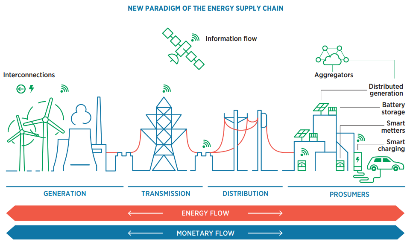 NEW PARADIGM OF THE ENERGY SUPPLY CHAIN
Information flow
Interconnections
Aggregators
Distributed
generation
Battery
storage
Smart
metters
Smart
charging
GENERATION
TRANSMISSION
DISTRIBUTION
PROSUMERS
ENERGY FLOW
MONETARY FLOW